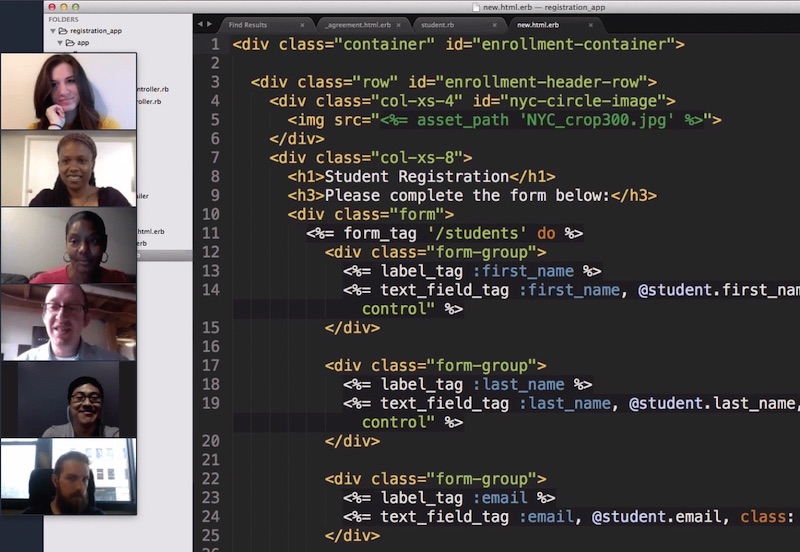 new.html.erb — registration_app
FOLDERS
registration_app
app
ntroller.rb
oller.rb
iler
html.erb
erb
Find Results
_agreement.html.erb
student.rb
new.html.erb
1 <div class="container" id="enrollment-container">
2
3 <div class="row" id="enrollment-header-row">
4 <div class="col-xs-4" id="nyc-circle-image">
5 <img src="<%= asset_path 'NYC_crop300.jpg' %>">
6 </div>
7 <div class="col-xs-8">
8 <h1>Student Registration</h1>
9 <h3>Please complete the form below:</h3>
10 <div class="form">
11 <%= form_tag '/students' do %>
12 <div class="form-group">
13 <%= label_tag :first_name %>
14 <%= text_field_tag :first_name, @student.first_na
control" %>
15 </div>
16
17 <div class="form-group">
18 <%= label_tag :last_name %>
19 <%= text_field_tag :last_name, @student.last_name,
control" %>
20 </div>
21
22 <div class="form-group">
23 <%= label_tag :email %>
24 <%= text_field_tag :email, @student.email, class:
25 </div>